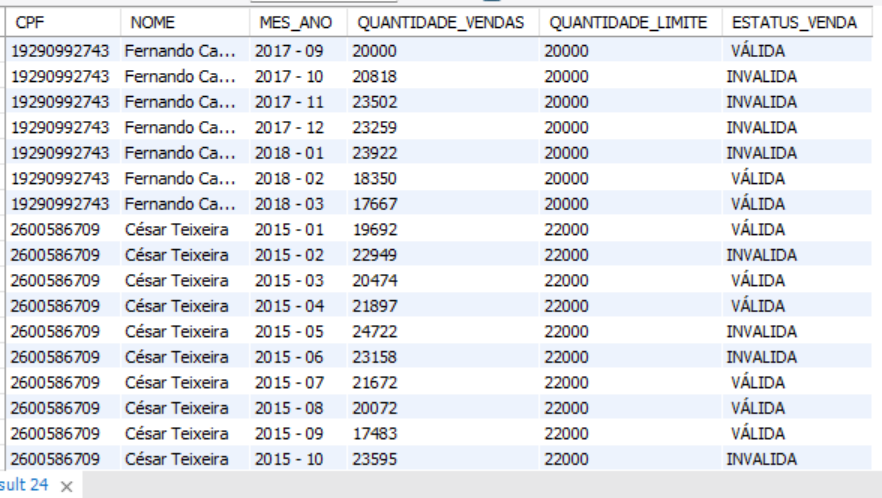 CPF NOME MES_ANO QUANTIDADE_VENDAS QUANTIDADE_LIMITE ESTATUS_VENDA
19290992743 Fernando Ca... 2017 - 09 20000 20000 VÁLIDA
19290992743 Fernando Ca... 2017 - 10 20818 20000 INVALIDA
19290992743 Fernando Ca... 2017 - 11 23502 20000 INVALIDA
19290992743 Fernando Ca... 2017 - 12 23259 20000 INVALIDA
19290992743 Fernando Ca... 2018 - 01 23922 20000 INVALIDA
19290992743 Fernando Ca... 2018 - 02 18350 20000 VÁLIDA
19290992743 Fernando Ca... 2018 - 03 17667 20000 VÁLIDA
2600586709 César Teixeira 2015 - 01 19692 22000 VÁLIDA
2600586709 César Teixeira 2015 - 02 22949 22000 INVALIDA
2600586709 César Teixeira 2015 - 03 20474 22000 VÁLIDA
2600586709 César Teixeira 2015 - 04 21897 22000 VÁLIDA
2600586709 César Teixeira 2015 - 05 24722 22000 INVALIDA
2600586709 César Teixeira 2015 - 06 23158 22000 INVALIDA
2600586709 César Teixeira 2015 - 07 21672 22000 VÁLIDA
2600586709 César Teixeira 2015 - 08 20072 22000 VÁLIDA
2600586709 César Teixeira 2015 - 09 17483 22000 VÁLIDA
2600586709 César Teixeira 2015 - 10 23595 22000 INVALIDA
sult 24 ×